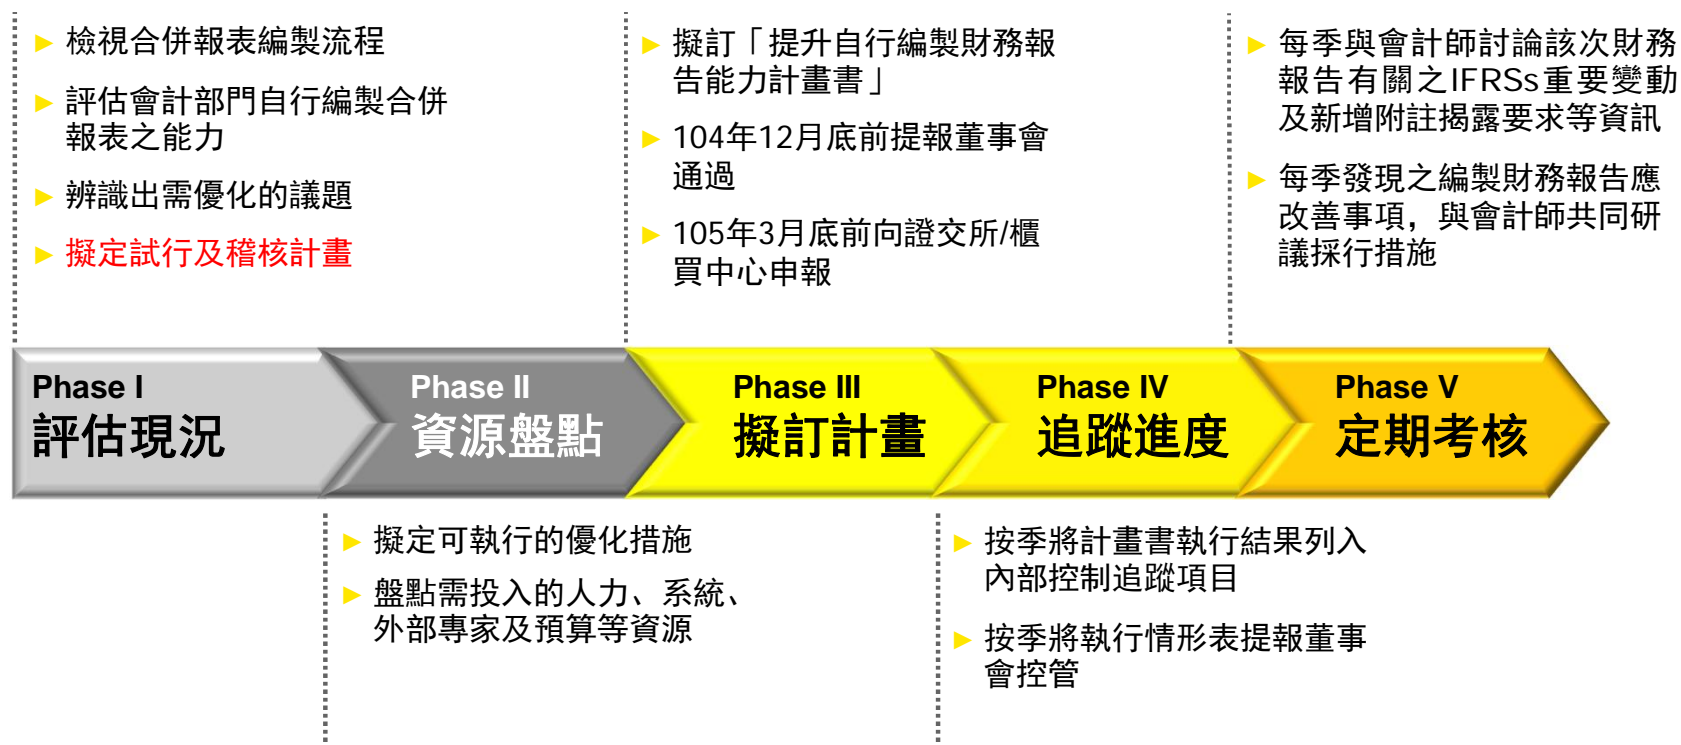 檢視合併報表編製流程
評估會計部門自行編製合併
報表之能力
辨識出需優化的議題
擬定試行及稽核計畫
擬訂「提升自行編製財務報
告能力計畫書」
104年12月底前提報董事會
通過
105年3月底前向證交所/櫃
買中心申報
每季與會計師討論該次財務
報告有關之IFRSs重要變動
及新增附註揭露要求等資訊
每季發現之編製財務報告應
改善事項，與會計師共同研
議採行措施
Phase I
評估現況
Phase II
資源盤點
Phase III
擬訂計畫
Phase IV
追蹤進度
Phase V
定期考核
擬定可執行的優化措施
盤點需投入的人力、系統、
外部專家及預算等資源
按季將計畫書執行結果列入
內部控制追蹤項目
按季將執行情形表提報董事
會控管